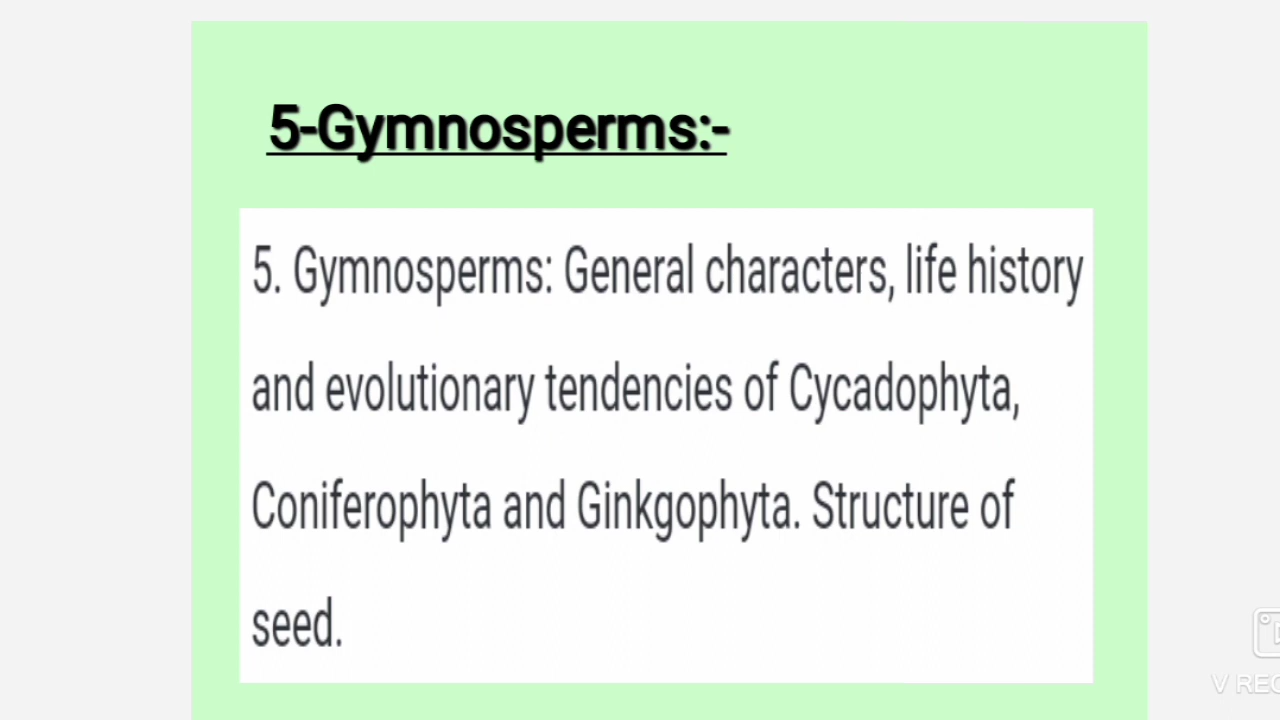 5-Gymnosperms:-
5. Gymnosperms: General characters, life history
and evolutionary tendencies of Cycadophyta,
Coniferophyta and Ginkgophyta. Structure of
seed.
V REC